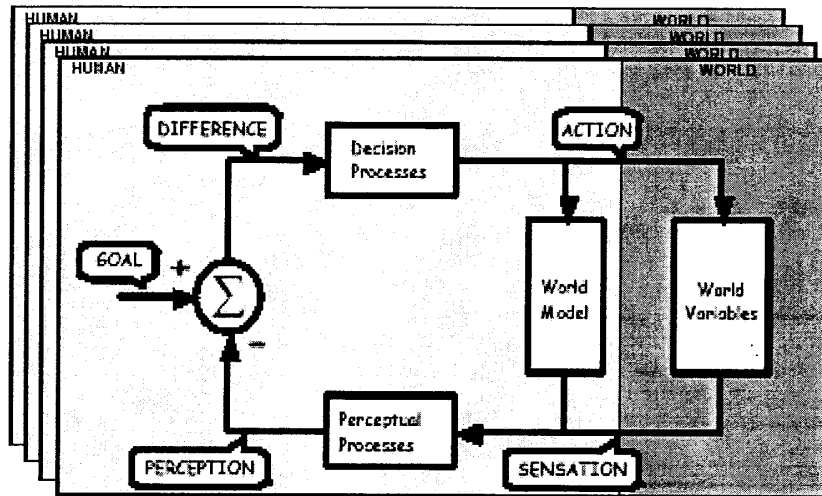 HUMAN
WORLD
HUMAN
WORLD
HUMAN
WORLD
HUMAN
WORLD
DIFFERENCE
Decision
Processes
ACTION
GOAL
+
Σ
−
World
Model
World
Variables
Perceptual
Processes
PERCEPTION
SENSATION